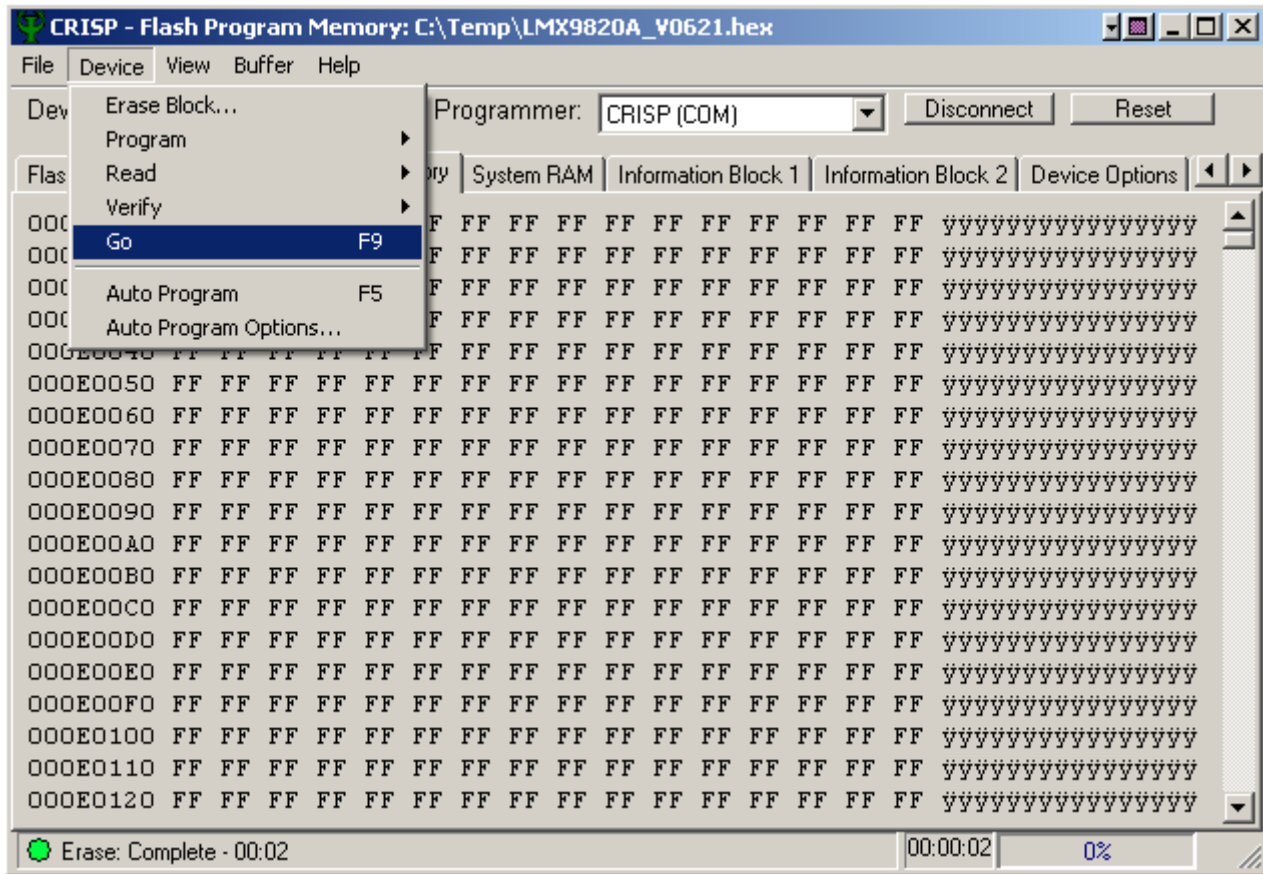 CRISP - Flash Program Memory: C:\Temp\LMX9820A_V0621.hex
File Device View Buffer Help
Dev Programmer: CRISP (COM) Disconnect Reset
Erase Block...
Program
Read
Verify
Go F9
Auto Program F5
Auto Program Options...
Flas ory System RAM Information Block 1 Information Block 2 Device Options
000 F FF FF FF FF FF FF FF FF FF FF ÿÿÿÿÿÿÿÿÿÿÿÿÿÿÿÿ
000 F FF FF FF FF FF FF FF FF FF FF ÿÿÿÿÿÿÿÿÿÿÿÿÿÿÿÿ
000 F FF FF FF FF FF FF FF FF FF FF ÿÿÿÿÿÿÿÿÿÿÿÿÿÿÿÿ
000 F FF FF FF FF FF FF FF FF FF FF ÿÿÿÿÿÿÿÿÿÿÿÿÿÿÿÿ
000E0040 FF FF FF FF FF FF FF FF FF FF FF FF FF FF FF FF ÿÿÿÿÿÿÿÿÿÿÿÿÿÿÿÿ
000E0050 FF FF FF FF FF FF FF FF FF FF FF FF FF FF FF FF ÿÿÿÿÿÿÿÿÿÿÿÿÿÿÿÿ
000E0060 FF FF FF FF FF FF FF FF FF FF FF FF FF FF FF FF ÿÿÿÿÿÿÿÿÿÿÿÿÿÿÿÿ
000E0070 FF FF FF FF FF FF FF FF FF FF FF FF FF FF FF FF ÿÿÿÿÿÿÿÿÿÿÿÿÿÿÿÿ
000E0080 FF FF FF FF FF FF FF FF FF FF FF FF FF FF FF FF ÿÿÿÿÿÿÿÿÿÿÿÿÿÿÿÿ
000E0090 FF FF FF FF FF FF FF FF FF FF FF FF FF FF FF FF ÿÿÿÿÿÿÿÿÿÿÿÿÿÿÿÿ
000E00A0 FF FF FF FF FF FF FF FF FF FF FF FF FF FF FF FF ÿÿÿÿÿÿÿÿÿÿÿÿÿÿÿÿ
000E00B0 FF FF FF FF FF FF FF FF FF FF FF FF FF FF FF FF ÿÿÿÿÿÿÿÿÿÿÿÿÿÿÿÿ
000E00C0 FF FF FF FF FF FF FF FF FF FF FF FF FF FF FF FF ÿÿÿÿÿÿÿÿÿÿÿÿÿÿÿÿ
000E00D0 FF FF FF FF FF FF FF FF FF FF FF FF FF FF FF FF ÿÿÿÿÿÿÿÿÿÿÿÿÿÿÿÿ
000E00E0 FF FF FF FF FF FF FF FF FF FF FF FF FF FF FF FF ÿÿÿÿÿÿÿÿÿÿÿÿÿÿÿÿ
000E00F0 FF FF FF FF FF FF FF FF FF FF FF FF FF FF FF FF ÿÿÿÿÿÿÿÿÿÿÿÿÿÿÿÿ
000E0100 FF FF FF FF FF FF FF FF FF FF FF FF FF FF FF FF ÿÿÿÿÿÿÿÿÿÿÿÿÿÿÿÿ
000E0110 FF FF FF FF FF FF FF FF FF FF FF FF FF FF FF FF ÿÿÿÿÿÿÿÿÿÿÿÿÿÿÿÿ
000E0120 FF FF FF FF FF FF FF FF FF FF FF FF FF FF FF FF ÿÿÿÿÿÿÿÿÿÿÿÿÿÿÿÿ
Erase: Complete - 00:02 00:00:02 0%